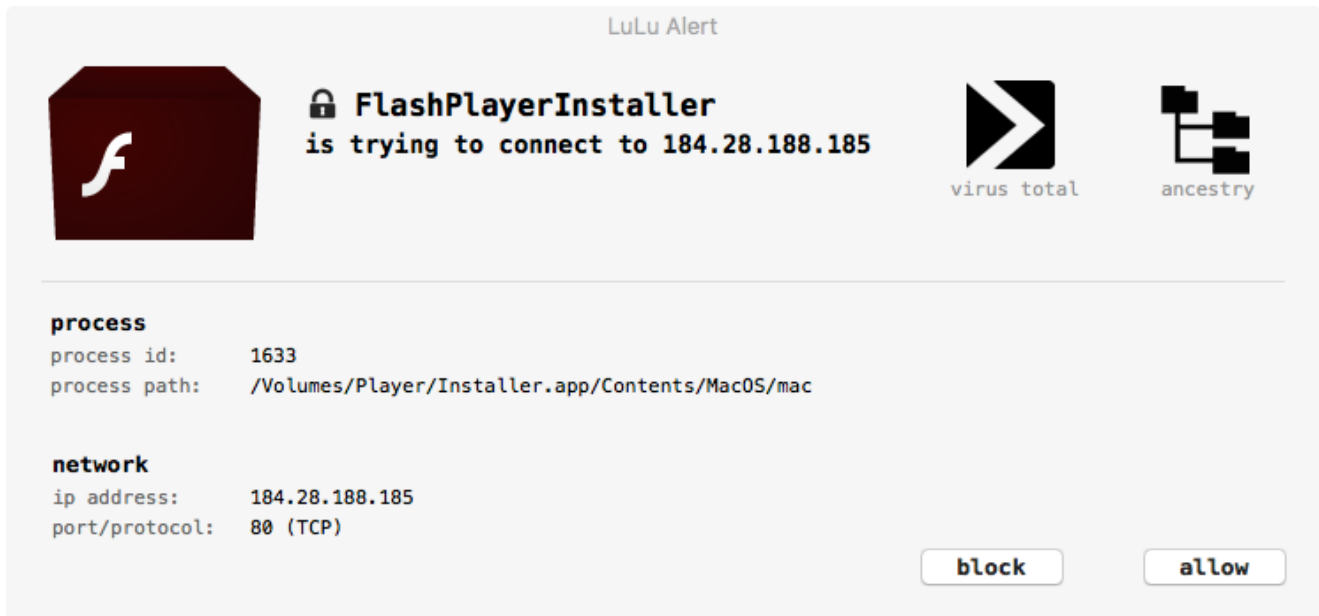 LuLu Alert
FlashPlayerInstaller
is trying to connect to 184.28.188.185
virus total
ancestry
process
process id: 1633
process path: /Volumes/Player/Installer.app/Contents/MacOS/mac
network
ip address: 184.28.188.185
port/protocol: 80 (TCP)
block
allow